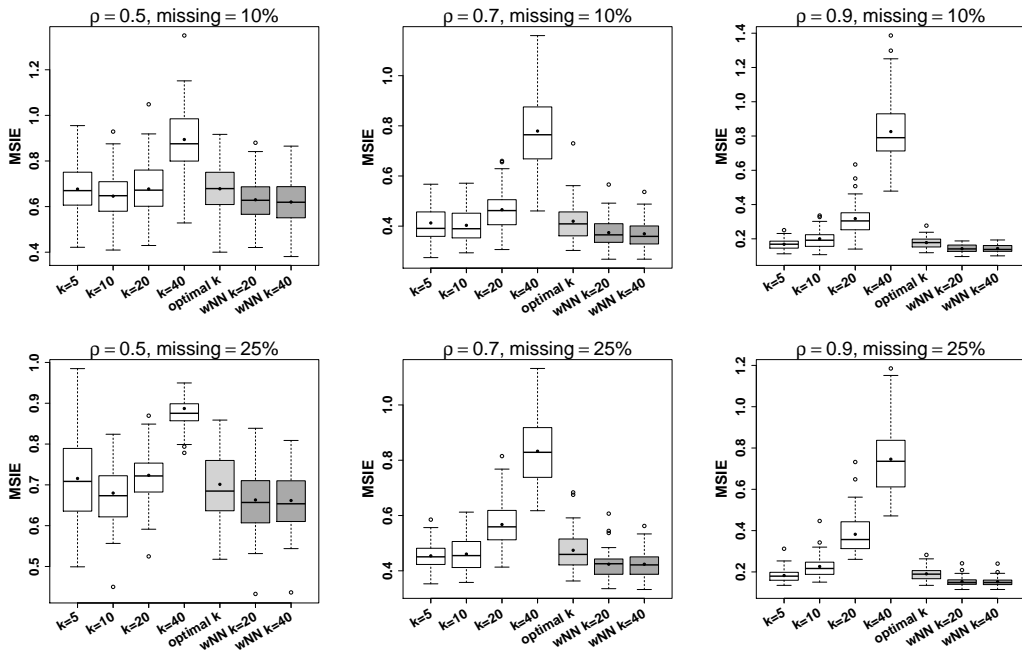 ρ = 0.5, missing = 10%
MSIE
0.4
0.6
0.8
1.0
1.2
k=5
k=10
k=20
k=40
optimal k
wNN k=20
wNN k=40
ρ = 0.7, missing = 10%
MSIE
0.4
0.6
0.8
1.0
k=5
k=10
k=20
k=40
optimal k
wNN k=20
wNN k=40
ρ = 0.9, missing = 10%
MSIE
0.2
0.4
0.6
0.8
1.0
1.2
1.4
k=5
k=10
k=20
k=40
optimal k
wNN k=20
wNN k=40
ρ = 0.5, missing = 25%
MSIE
0.5
0.6
0.7
0.8
0.9
1.0
k=5
k=10
k=20
k=40
optimal k
wNN k=20
wNN k=40
ρ = 0.7, missing = 25%
MSIE
0.4
0.6
0.8
1.0
k=5
k=10
k=20
k=40
optimal k
wNN k=20
wNN k=40
ρ = 0.9, missing = 25%
MSIE
0.2
0.4
0.6
0.8
1.0
1.2
k=5
k=10
k=20
k=40
optimal k
wNN k=20
wNN k=40